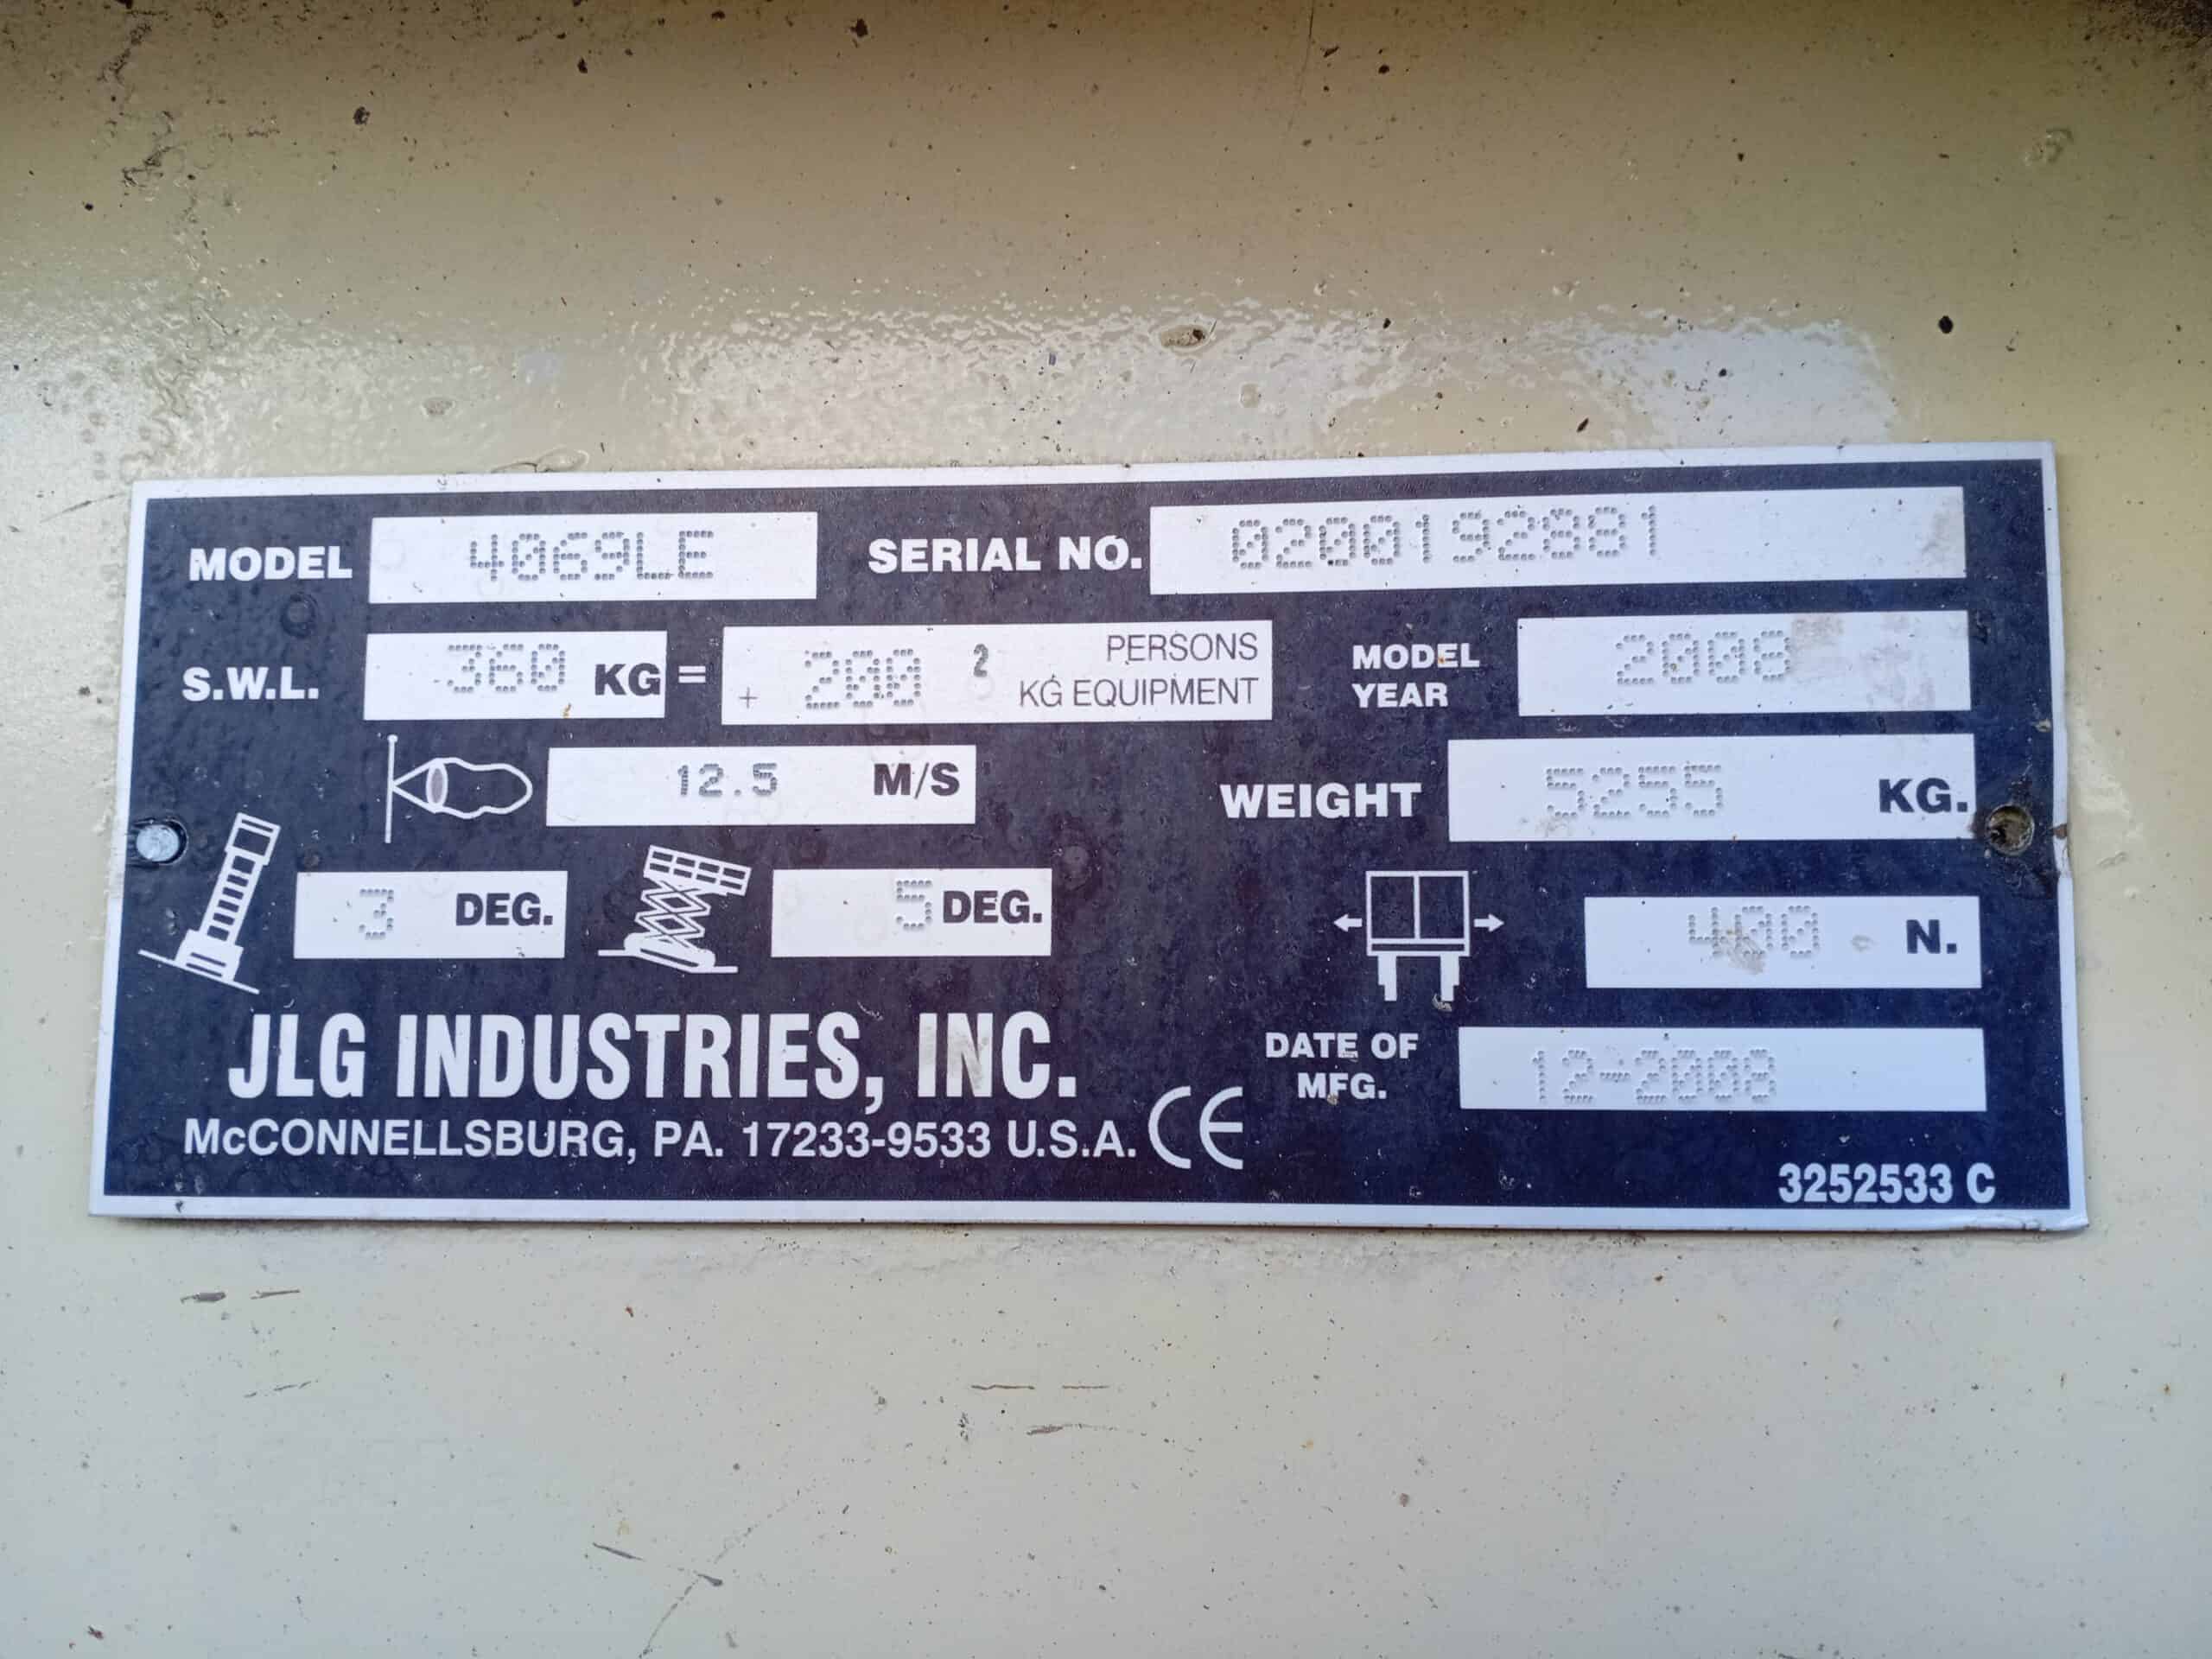 MODEL 4069LE SERIAL NO. 0200192881
S.W.L. 360 KG = 2 PERSONS
+ 200 KG EQUIPMENT
MODEL YEAR 2008
12.5 M/S
WEIGHT 5255 KG.
3 DEG. 5 DEG.
400 N.
JLG INDUSTRIES, INC.
McCONNELLSBURG, PA. 17233-9533 U.S.A. CE
DATE OF MFG. 12-2008
3252533 C